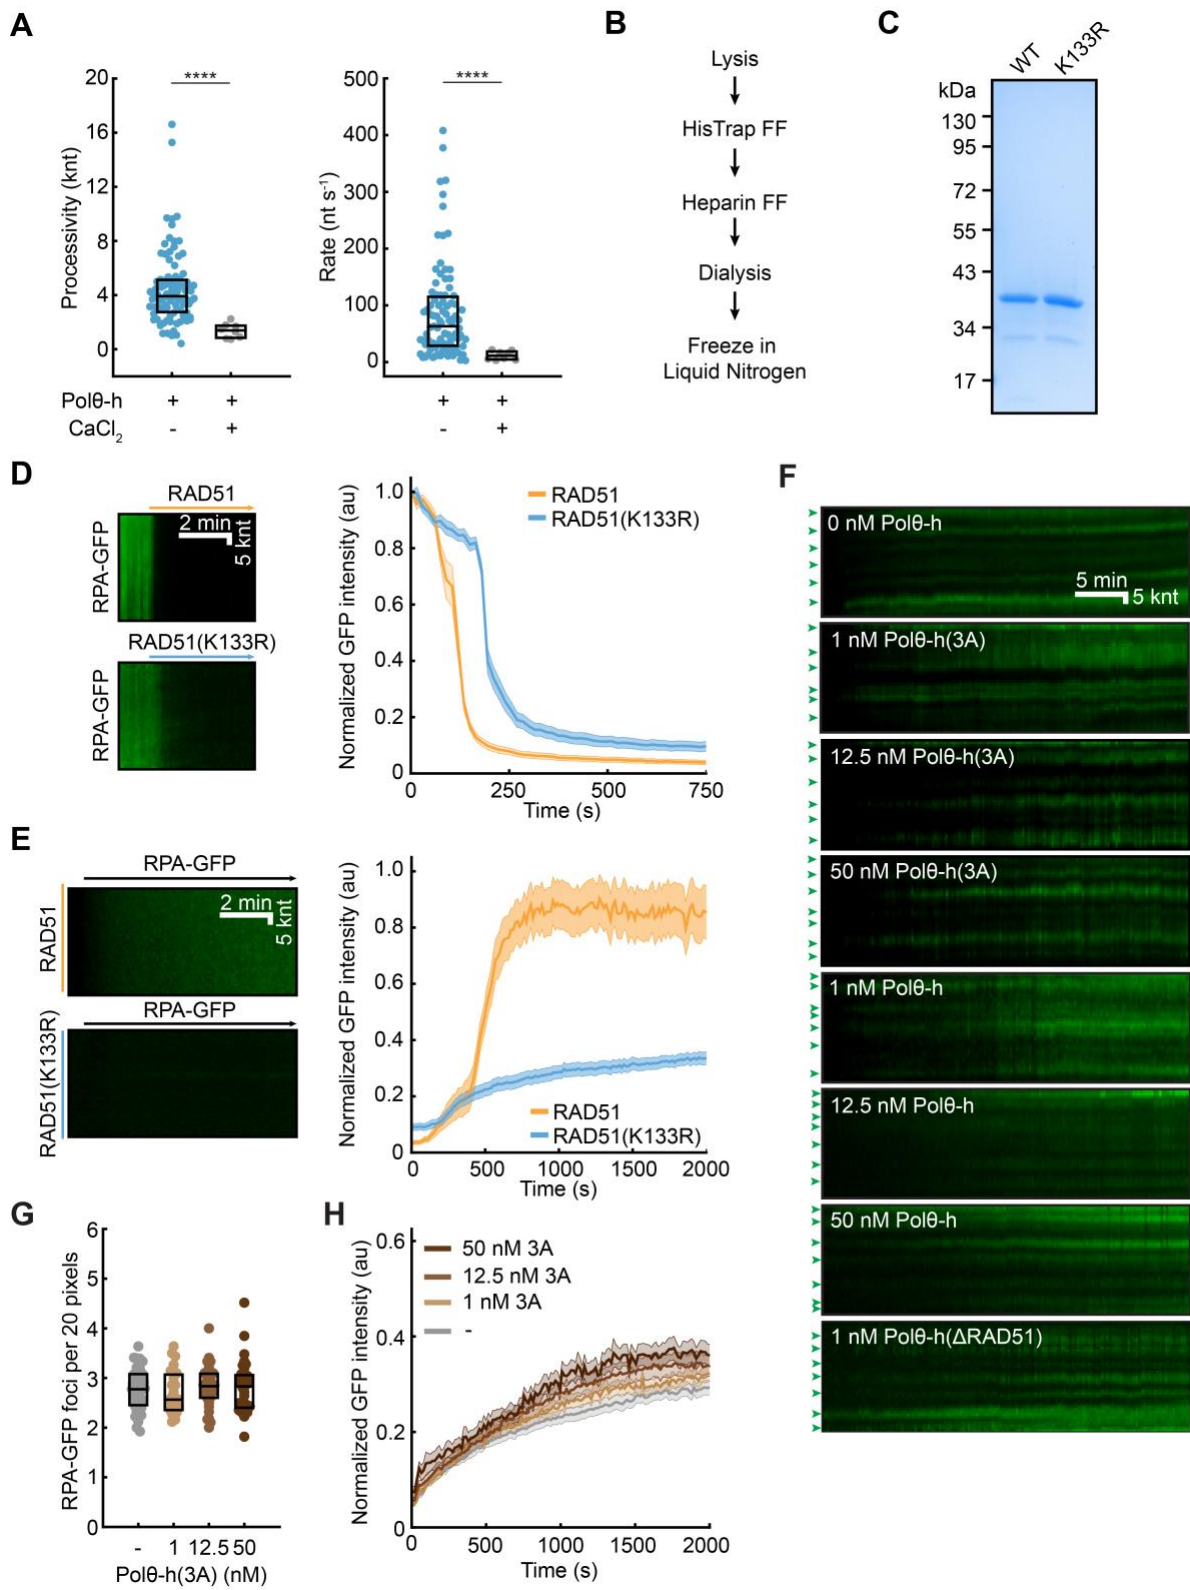 A
20
16
12
8
4
0
Processivity (knt)
****
500
400
300
200
100
0
Rate (nt s⁻¹)
****
Polθ-h + + + +
CaCl₂ - + - +
B
Lysis
HisTrap FF
Heparin FF
Dialysis
Freeze in
Liquid Nitrogen
C
WT K133R
kDa
130
95
72
55
43
34
17
D
RAD51
RPA-GFP
2 min
5 knt
RAD51(K133R)
RPA-GFP
Normalized GFP intensity (au)
1.0
0.8
0.6
0.4
0.2
0
0 250 500 750
Time (s)
RAD51
RAD51(K133R)
E
RPA-GFP
RAD51
2 min
5 knt
RPA-GFP
RAD51(K133R)
Normalized GFP intensity (au)
1.0
0.8
0.6
0.4
0.2
0
0 500 1000 1500 2000
Time (s)
RAD51
RAD51(K133R)
F
0 nM Polθ-h
5 min
5 knt
1 nM Polθ-h(3A)
12.5 nM Polθ-h(3A)
50 nM Polθ-h(3A)
1 nM Polθ-h
12.5 nM Polθ-h
50 nM Polθ-h
1 nM Polθ-h(ΔRAD51)
G
RPA-GFP foci per 20 pixels
6
5
4
3
2
1
0
- 1 12.5 50
Polθ-h(3A) (nM)
H
Normalized GFP intensity (au)
0.6
0.4
0.2
0
50 nM 3A
12.5 nM 3A
1 nM 3A
-
0 500 1000 1500 2000
Time (s)